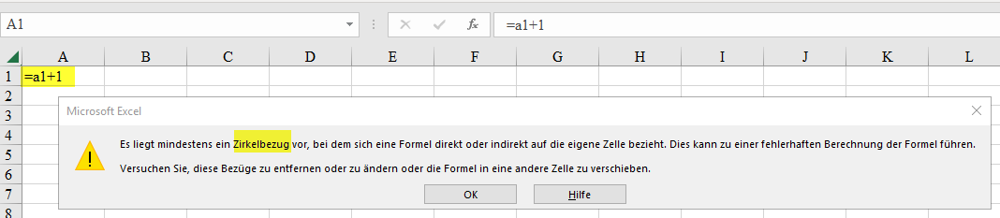 A1 fx =a1+1
A B C D E F G H I J K L
1 =a1+1
2
3
4
5
6
7
8
Microsoft Excel
Es liegt mindestens ein Zirkelbezug vor, bei dem sich eine Formel direkt oder indirekt auf die eigene Zelle bezieht. Dies kann zu einer fehlerhaften Berechnung der Formel führen.
Versuchen Sie, diese Bezüge zu entfernen oder zu ändern oder die Formel in eine andere Zelle zu verschieben.
OK Hilfe